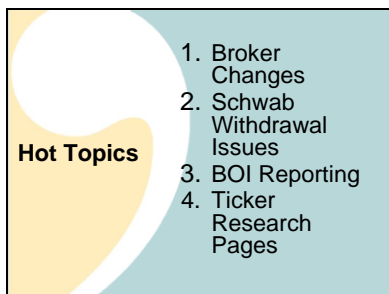 Hot Topics
1. Broker
Changes
2. Schwab
Withdrawal
Issues
3. BOI Reporting
4. Ticker
Research
Pages